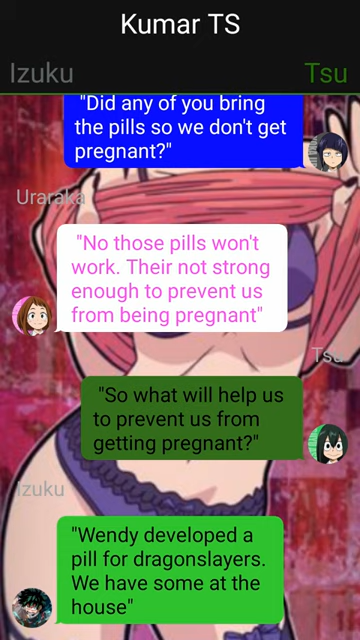 Kumar TS
Izuku Tsu
"Did any of you bring
the pills so we don't get
pregnant?"
Uraraka
"No those pills won't
work. Their not strong
enough to prevent us
from being pregnant"
Tsu
"So what will help us
to prevent us from
getting pregnant?"
Izuku
"Wendy developed a
pill for dragonslayers.
We have some at the
house"